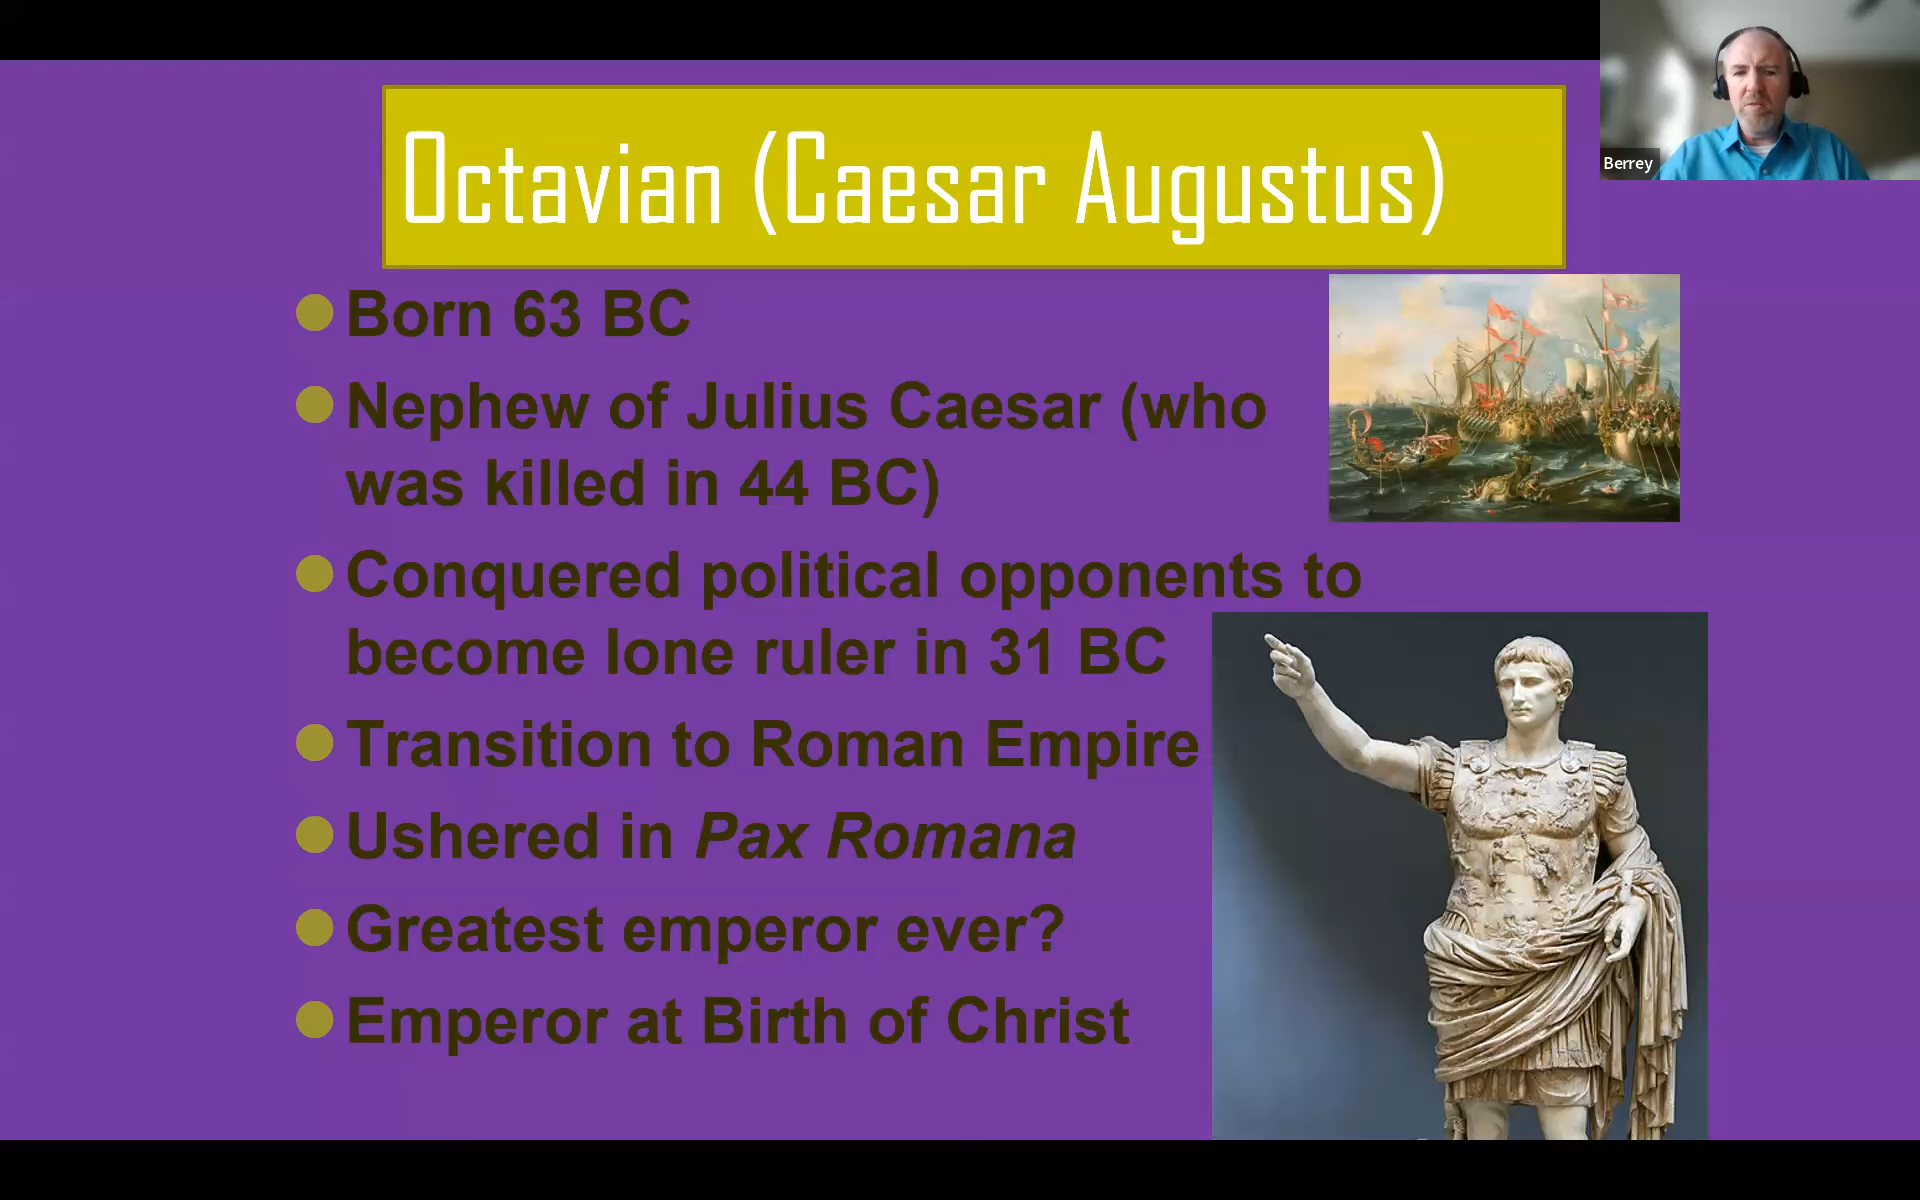 Octavian (Caesar Augustus)
Berrey
Born 63 BC
Nephew of Julius Caesar (who
was killed in 44 BC)
Conquered political opponents to
become lone ruler in 31 BC
Transition to Roman Empire
Ushered in Pax Romana
Greatest emperor ever?
Emperor at Birth of Christ